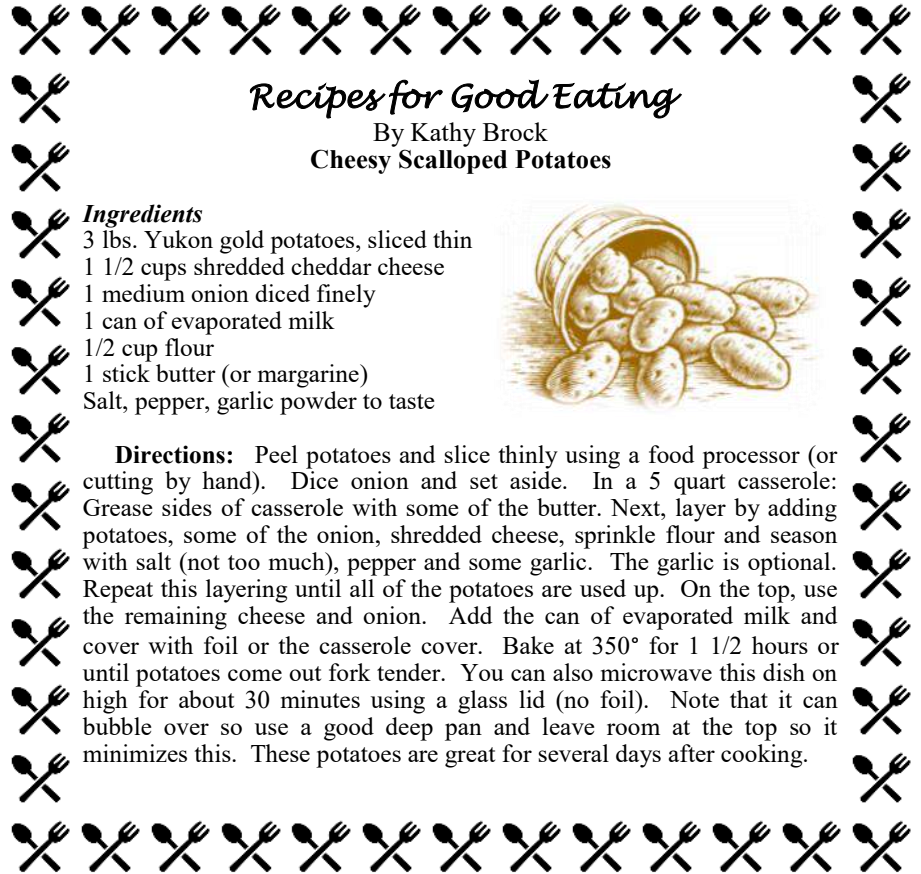 Recipes for Good Eating
By Kathy Brock
Cheesy Scalloped Potatoes
Ingredients
3 lbs. Yukon gold potatoes, sliced thin
1 1/2 cups shredded cheddar cheese
1 medium onion diced finely
1 can of evaporated milk
1/2 cup flour
1 stick butter (or margarine)
Salt, pepper, garlic powder to taste
Directions: Peel potatoes and slice thinly using a food processor (or
cutting by hand). Dice onion and set aside. In a 5 quart casserole:
Grease sides of casserole with some of the butter. Next, layer by adding
potatoes, some of the onion, shredded cheese, sprinkle flour and season
with salt (not too much), pepper and some garlic. The garlic is optional.
Repeat this layering until all of the potatoes are used up. On the top, use
the remaining cheese and onion. Add the can of evaporated milk and
cover with foil or the casserole cover. Bake at 350° for 1 1/2 hours or
until potatoes come out fork tender. You can also microwave this dish on
high for about 30 minutes using a glass lid (no foil). Note that it can
bubble over so use a good deep pan and leave room at the top so it
minimizes this. These potatoes are great for several days after cooking.